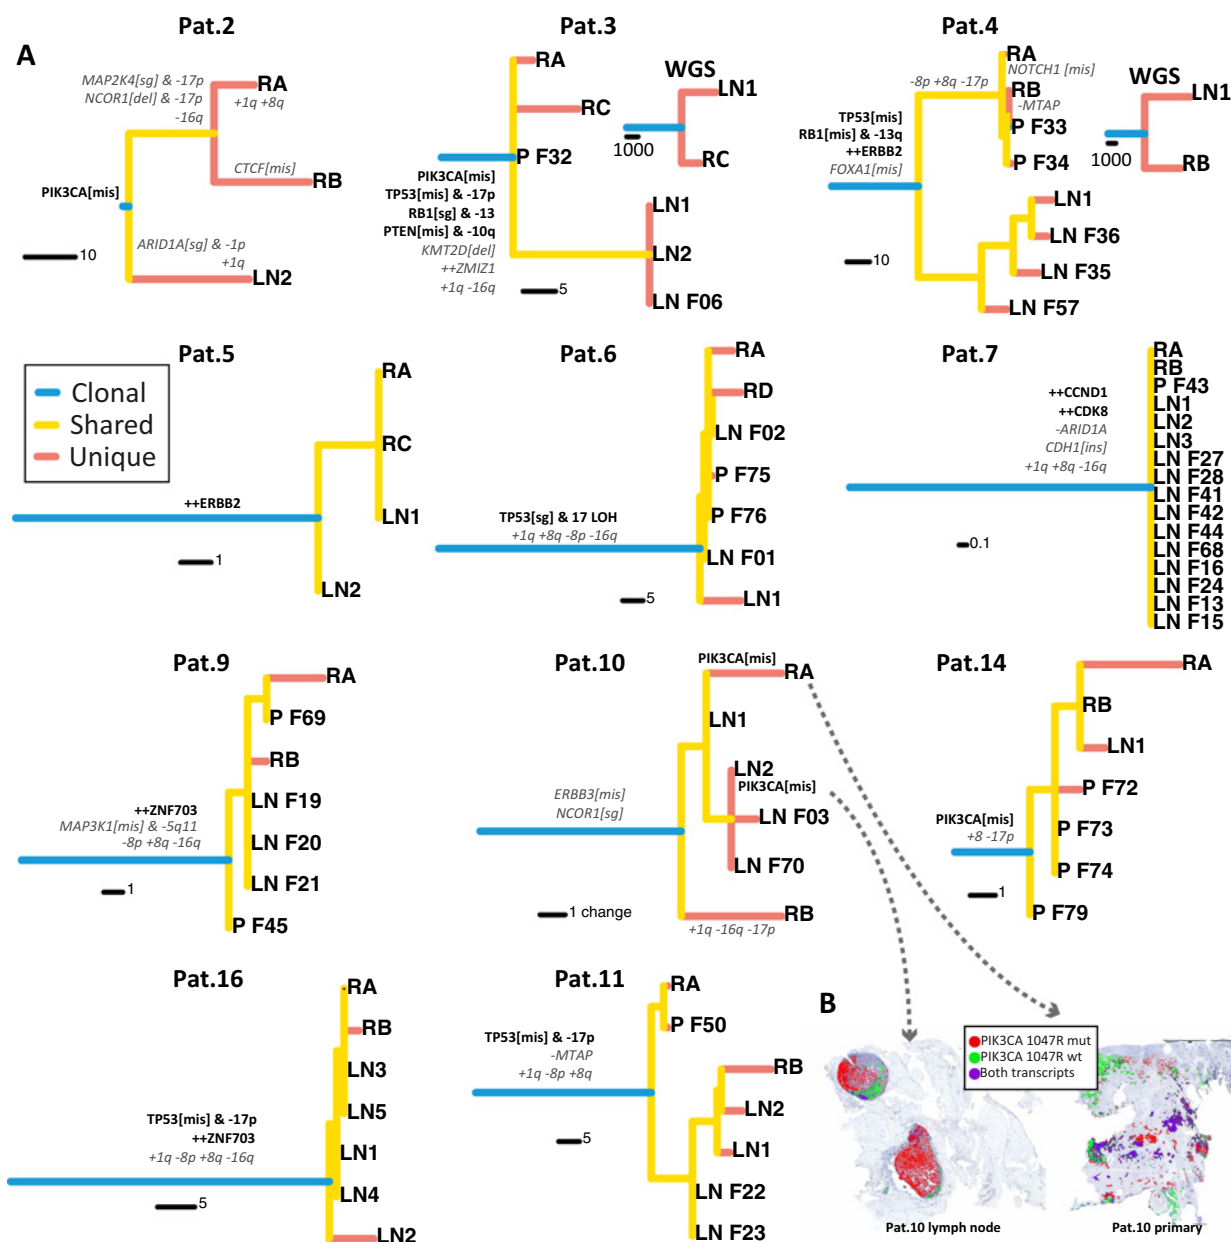 A
Pat.2
MAP2K4[sg] & -17p
NCOR1[del] & -17p
-16q
RA
+1q +8q
CTCF[mis]
RB
PIK3CA[mis]
10
ARID1A[sg] & -1p
+1q
LN2
Pat.3
RA
RC
P F32
WGS
LN1
1000
RC
PIK3CA[mis]
TP53[mis] & -17p
RB1[sg] & -13
PTEN[mis] & -10q
KMT2D[del]
++ZMIZ1
+1q -16q
LN1
LN2
LN F06
5
Pat.4
RA
NOTCH1 [mis]
-8p +8q -17p
RB
-MTAP
P F33
P F34
WGS
LN1
1000
RB
TP53[mis]
RB1[mis] & -13q
++ERBB2
FOXA1[mis]
LN1
LN F36
LN F35
LN F57
10
Clonal
Shared
Unique
Pat.5
RA
RC
++ERBB2
LN1
1
LN2
Pat.6
RA
RD
LN F02
P F75
P F76
TP53[sg] & 17 LOH
+1q +8q -8p -16q
LN F01
5
LN1
Pat.7
++CCND1
++CDK8
-ARID1A
CDH1[ins]
+1q +8q -16q
0.1
RA
RB
P F43
LN1
LN2
LN3
LN F27
LN F28
LN F41
LN F42
LN F44
LN F68
LN F16
LN F24
LN F13
LN F15
Pat.9
RA
P F69
RB
++ZNF703
MAP3K1[mis] & -5q11
-8p +8q -16q
LN F19
LN F20
LN F21
1
P F45
Pat.10
PIK3CA[mis]
RA
LN1
LN2
PIK3CA[mis]
ERBB3[mis]
NCOR1[sg]
LN F03
LN F70
1 change
RB
+1q -16q -17p
Pat.14
RA
RB
LN1
P F72
PIK3CA[mis]
+8 -17p
P F73
P F74
1
P F79
Pat.16
RA
RB
LN3
LN5
TP53[mis] & -17p
++ZNF703
+1q -8p +8q -16q
LN1
LN4
5
LN2
Pat.11
RA
P F50
TP53[mis] & -17p
-MTAP
+1q -8p +8q
RB
LN2
LN1
5
LN F22
LN F23
B
PIK3CA 1047R mut
PIK3CA 1047R wt
Both transcripts
Pat.10 lymph node
Pat.10 primary